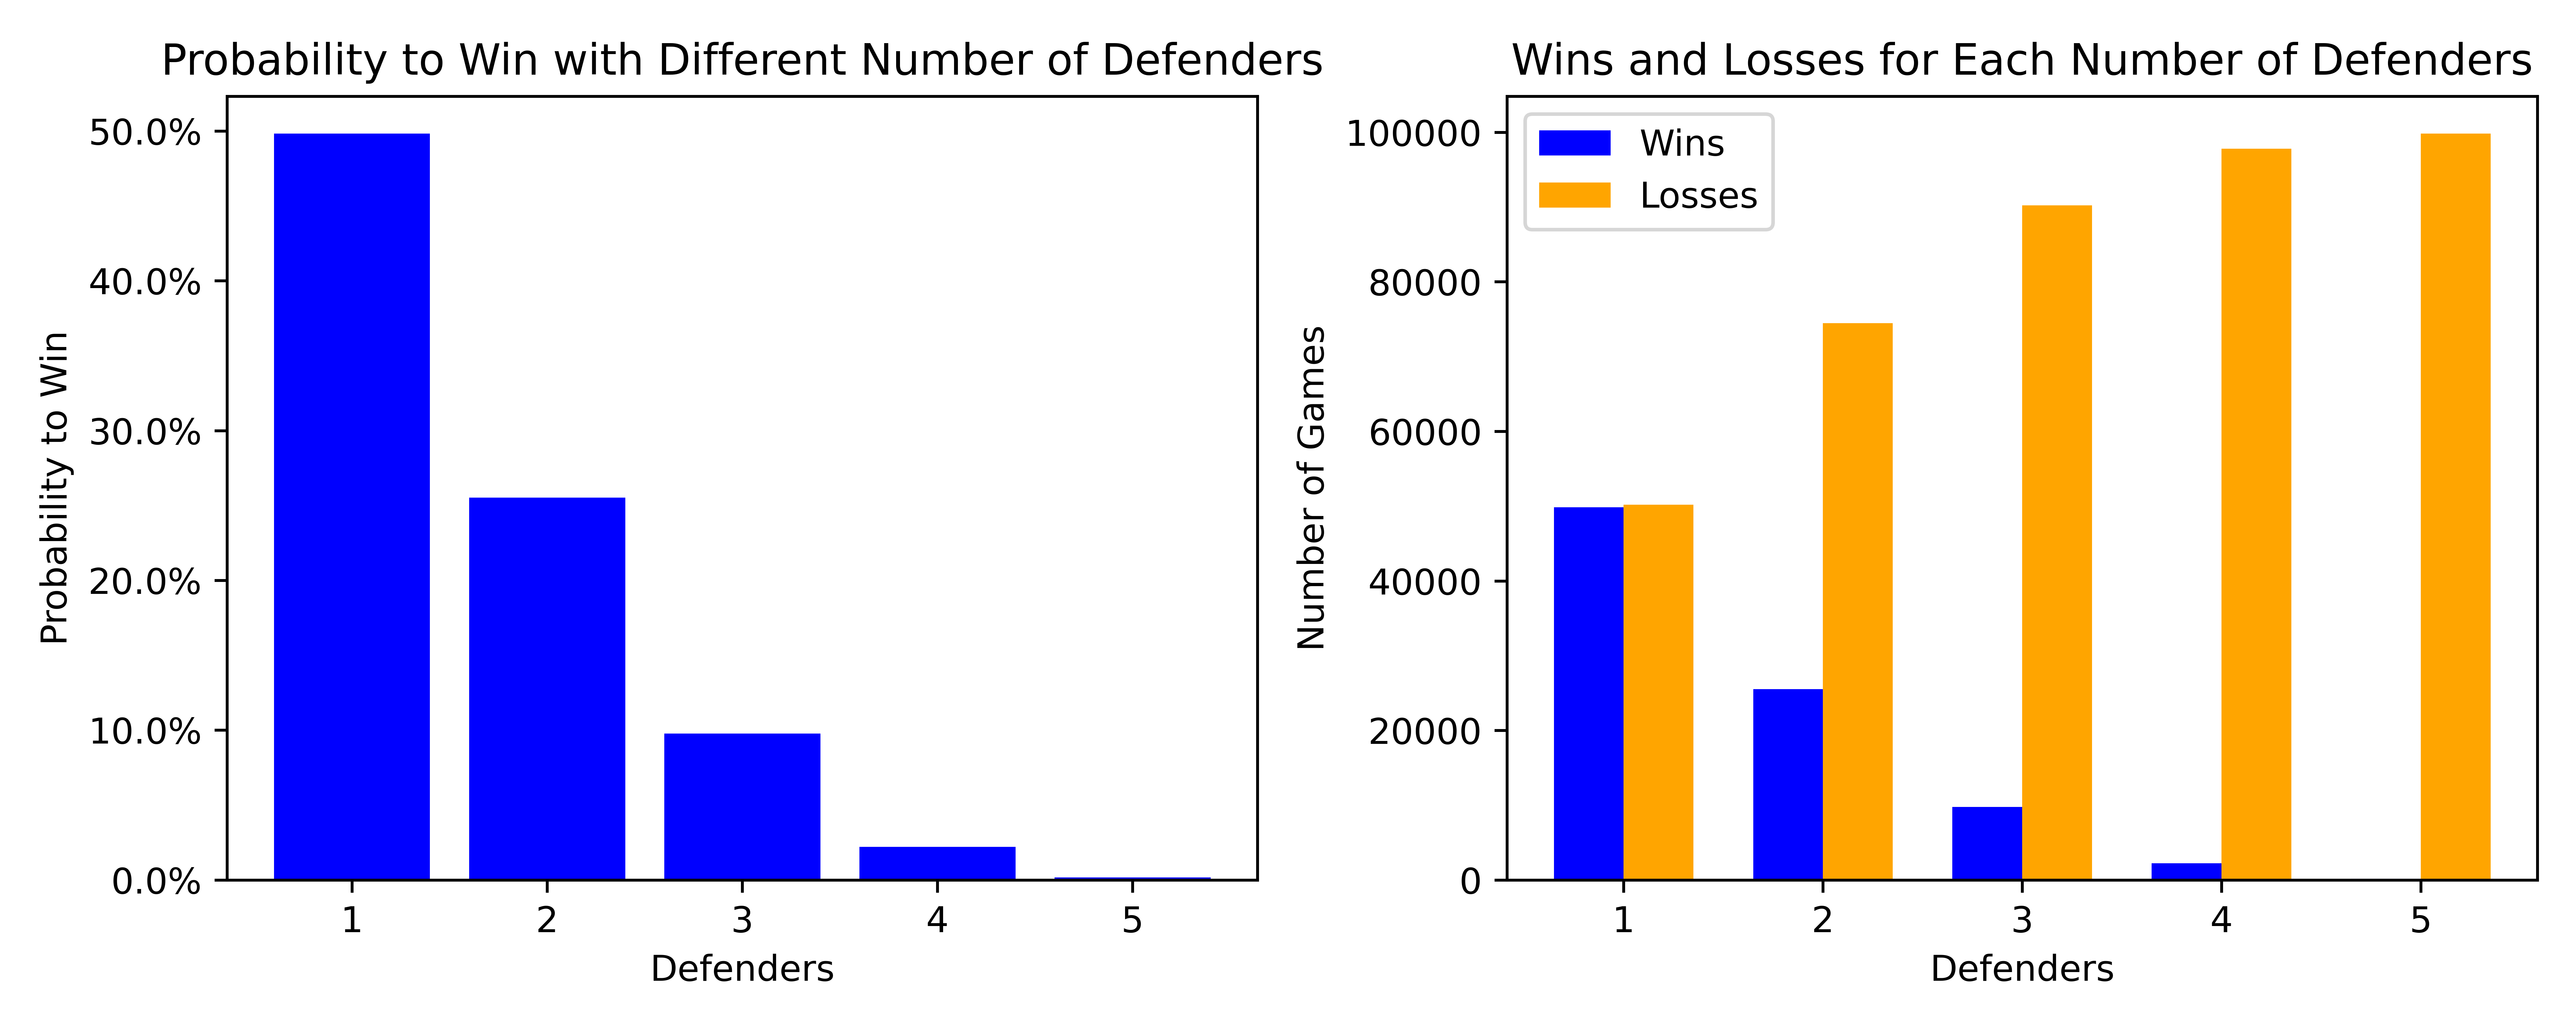 Probability to Win with Different Number of Defenders
Probability to Win
50.0%
40.0%
30.0%
20.0%
10.0%
0.0%
1 2 3 4 5
Defenders
Wins and Losses for Each Number of Defenders
Number of Games
100000
80000
60000
40000
20000
0
Wins
Losses
1 2 3 4 5
Defenders